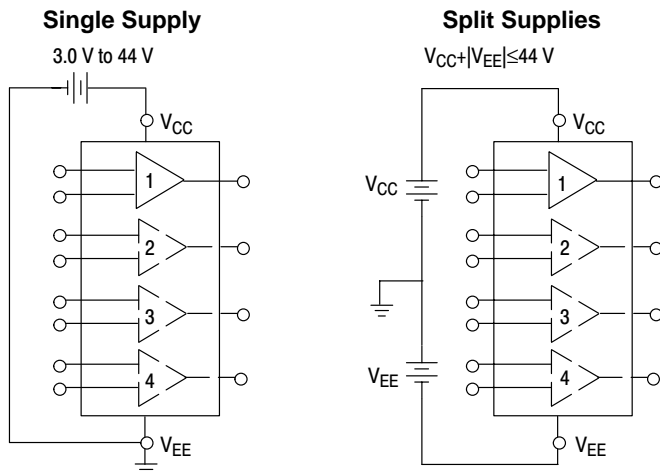 Single Supply
3.0 V to 44 V
VCC
1
2
3
4
VEE
Split Supplies
VCC+|VEE|≤44 V
VCC
VCC
1
2
3
VEE
4
VEE